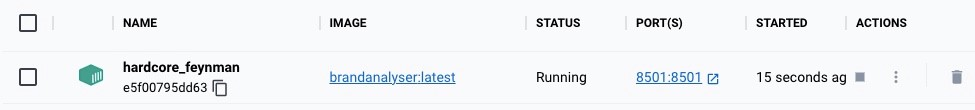 NAME IMAGE STATUS PORT(S) STARTED ACTIONS
hardcore_feynman
brandanalyser:latest Running 8501:8501 15 seconds ag
e5f00795dd63